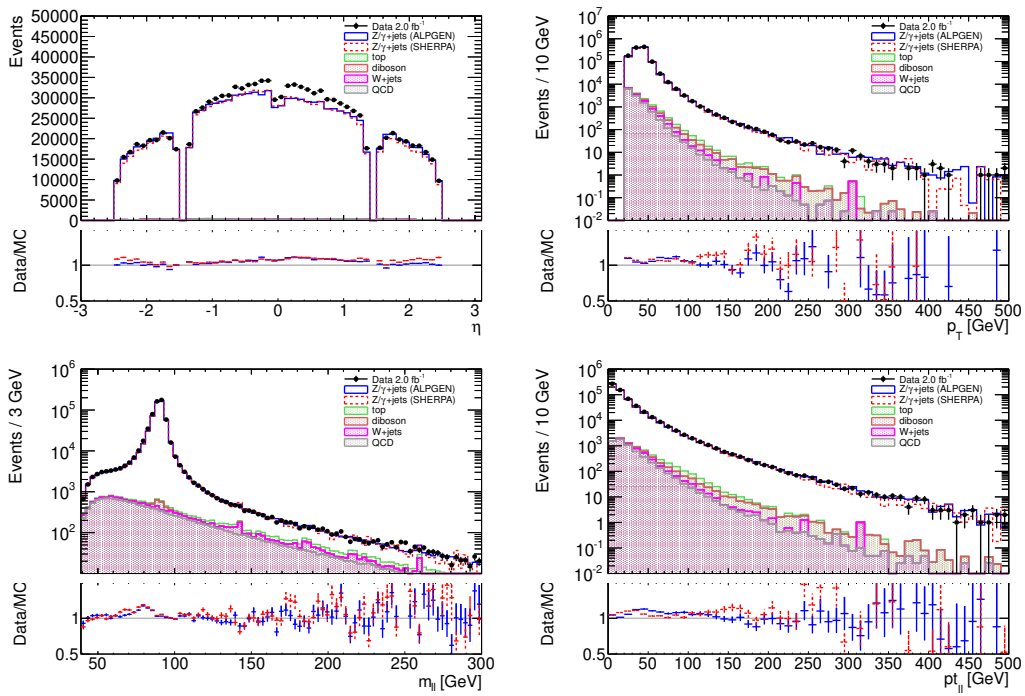 Events
50000
45000
40000
35000
30000
25000
20000
15000
10000
5000
0
Data 2.0 fb⁻¹
Z/γ+jets (ALPGEN)
Z/γ+jets (SHERPA)
top
diboson
W+jets
QCD
Data/MC
1
0.5
-3 -2 -1 0 1 2 3
η
Events / 10 GeV
10⁷
10⁶
10⁵
10⁴
10³
10²
10
1
10⁻¹
10⁻²
Data 2.0 fb⁻¹
Z/γ+jets (ALPGEN)
Z/γ+jets (SHERPA)
top
diboson
W+jets
QCD
Data/MC
1
0.5
0 50 100 150 200 250 300 350 400 450 500
p_T [GeV]
Events / 3 GeV
10⁶
10⁵
10⁴
10³
10²
Data 2.0 fb⁻¹
Z/γ+jets (ALPGEN)
Z/γ+jets (SHERPA)
top
diboson
W+jets
QCD
Data/MC
1
0.5
50 100 150 200 250 300
m_ll [GeV]
Events / 10 GeV
10⁶
10⁵
10⁴
10³
10²
10
1
10⁻¹
10⁻²
Data 2.0 fb⁻¹
Z/γ+jets (ALPGEN)
Z/γ+jets (SHERPA)
top
diboson
W+jets
QCD
Data/MC
1
0.5
0 50 100 150 200 250 300 350 400 450 500
pt_ll [GeV]